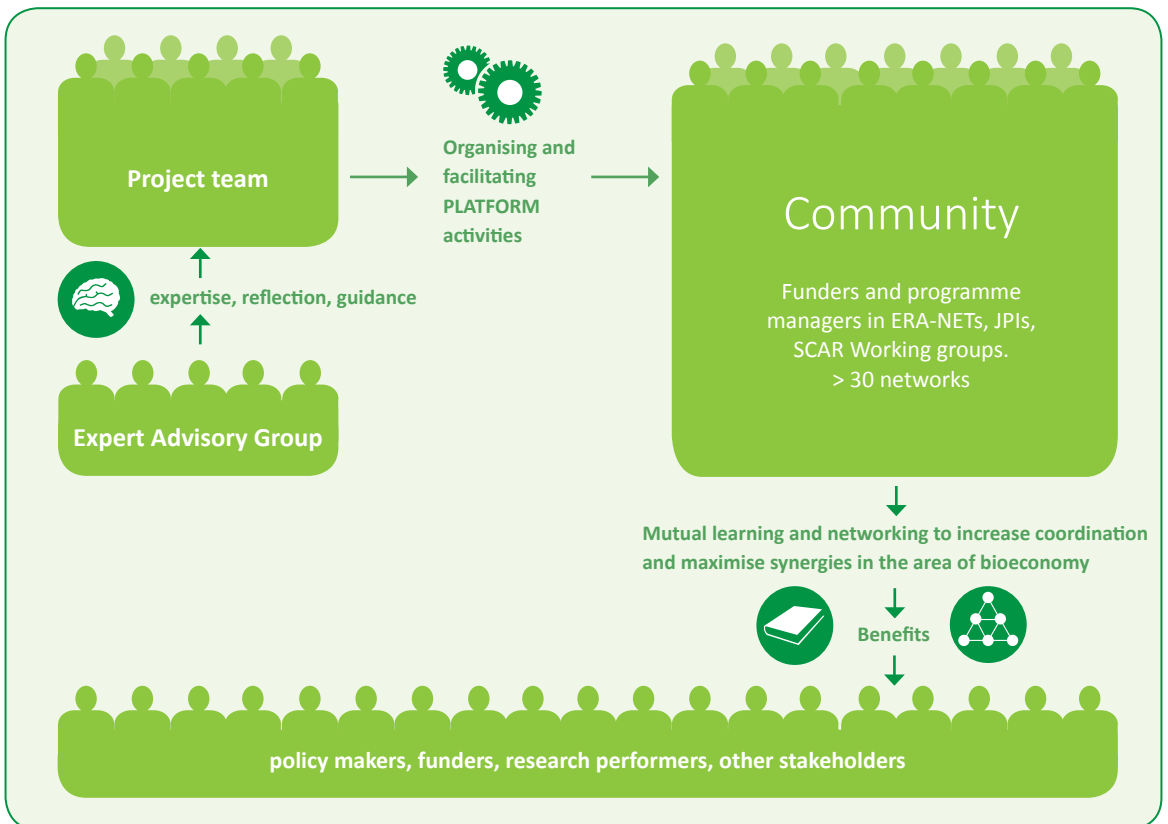 Project team
Organising and
facilitating
PLATFORM
activities
Community
Funders and programme
managers in ERA-NETs, JPIs,
SCAR Working groups.
> 30 networks
expertise, reflection, guidance
Expert Advisory Group
Mutual learning and networking to increase coordination
and maximise synergies in the area of bioeconomy
Benefits
policy makers, funders, research performers, other stakeholders